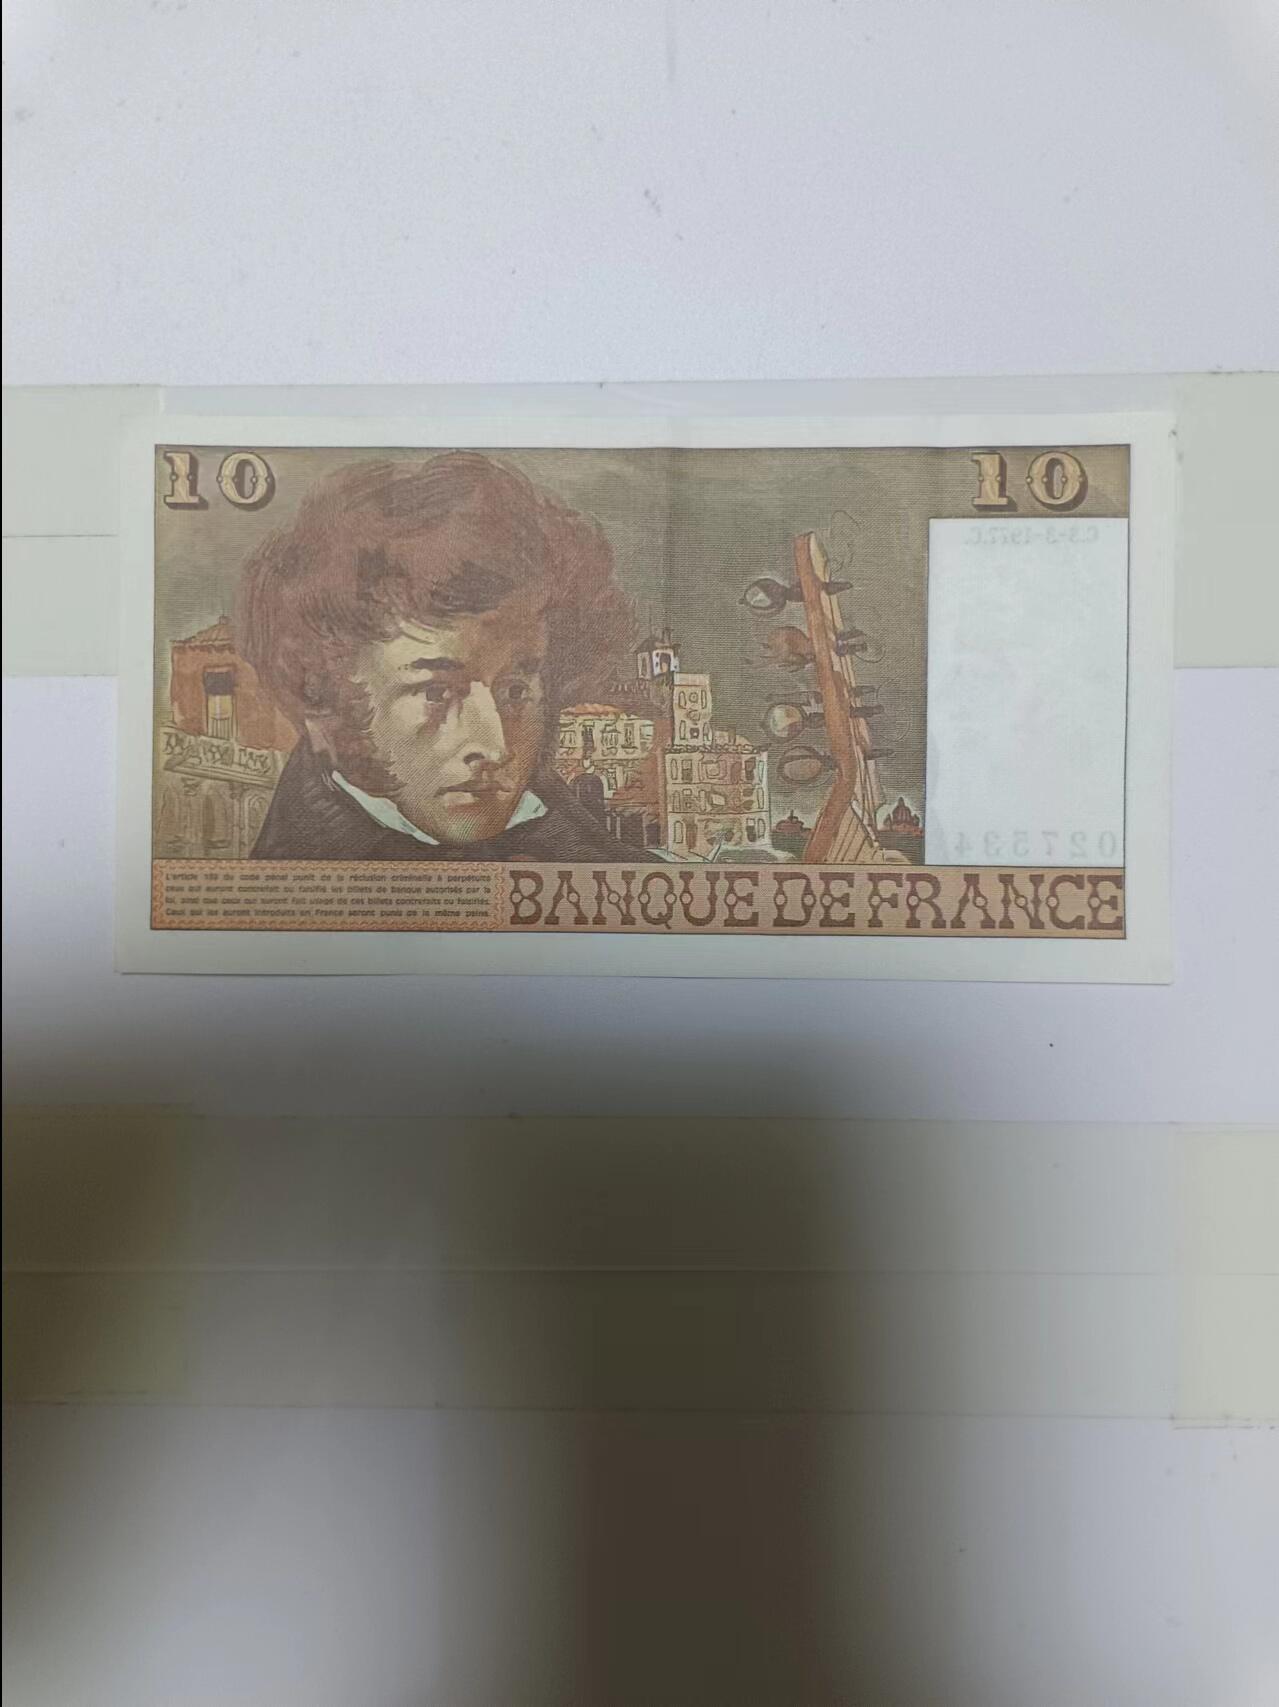 10
10
C.3-3-1977.C.
027534
L'article 139 du code pénal punit de la réclusion criminelle à perpétuité
ceux qui auront contrefait ou falsifié les billets de banque autorisés par la
loi, ainsi que ceux qui auront fait usage de ces billets contrefaits ou falsifiés.
Ceux qui les auront introduits en France seront punis de la même peine.
BANQUE DE FRANCE